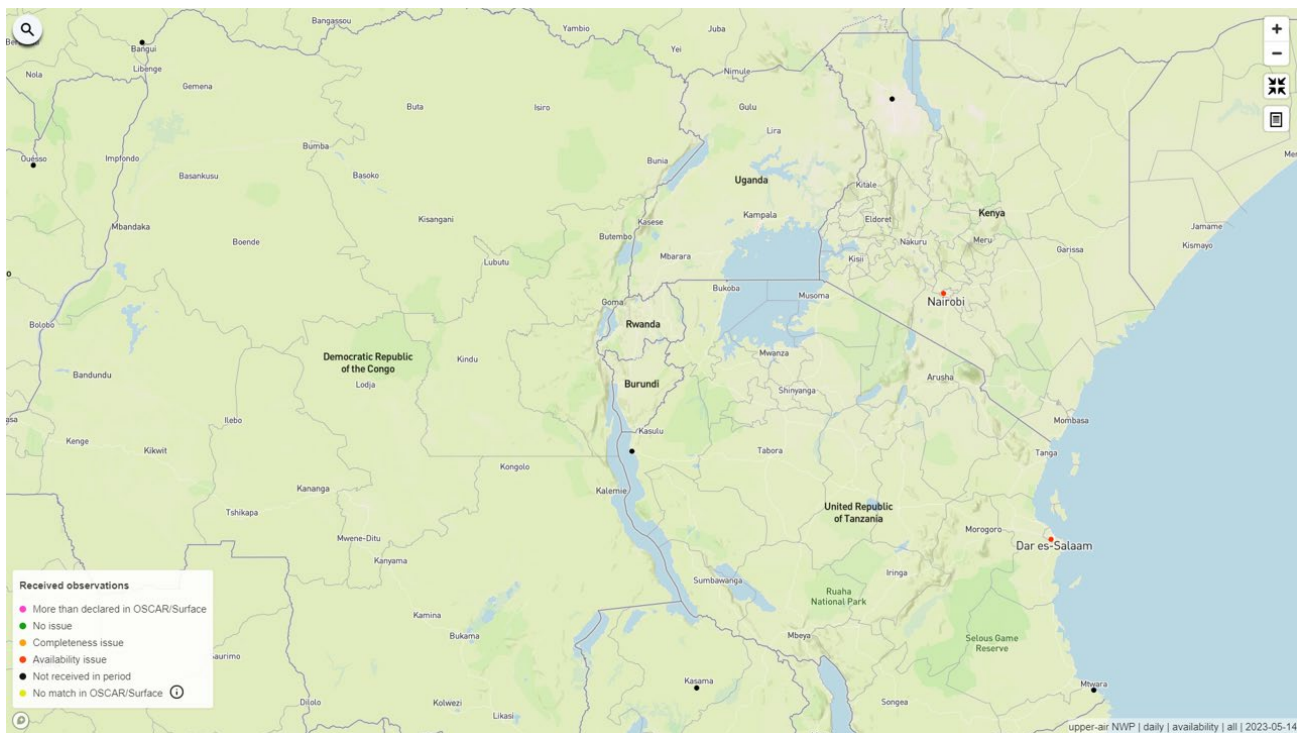 Bangassou
Yambio
Juba
Bangui
Yei
Libenge
Nimule
Nola
Gemena
Buta
Isiro
Gulu
Lira
Bumba
Ouesso
Impfondo
Bunia
Basankusu
Basoko
Uganda
Kitale
Kisangani
Kasese
Kampala
Eldoret
Kenya
Mbandaka
Boende
Butembo
Jamame
Kismayo
Nakuru
Meru
Garissa
Lubutu
Mbarara
Kisii
Goma
Bukoba
Musoma
Nairobi
Bolobo
Rwanda
Democratic Republic
of the Congo
Kindu
Mwanza
Bandundu
Lodja
Burundi
Shinyanga
Arusha
Ilebo
Mombasa
Kenge
Kikwit
Kasulu
Tabora
Tanga
Kongolo
Kananga
Kalemie
Tshikapa
United Republic
of Tanzania
Morogoro
Mwene-Ditu
Dar es-Salaam
Kanyama
Sumbawanga
Iringa
Ruaha
National Park
Kamina
Bukama
Mbeya
Selous Game
Reserve
Kasama
Mtwara
Dilolo
Kolwezi
Likasi
Songea
Received observations
More than declared in OSCAR/Surface
No issue
Completeness issue
Availability issue
Not received in period
No match in OSCAR/Surface
upper-air NWP | daily | availability | all | 2023-05-14